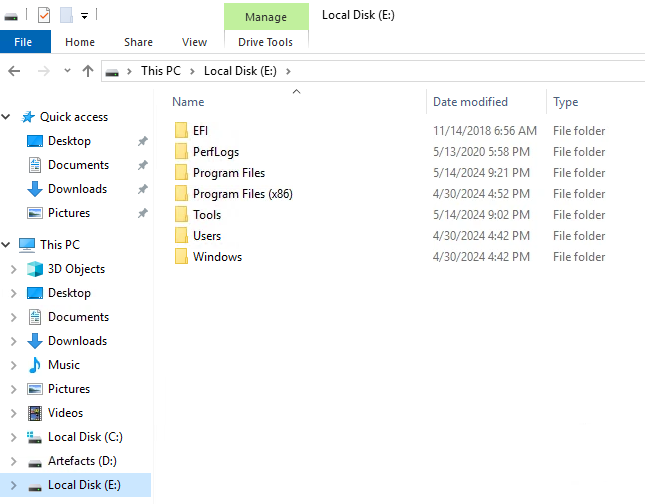 Manage
Local Disk (E:)
File
Home
Share
View
Drive Tools
This PC
Local Disk (E:)
Quick access
Desktop
Documents
Downloads
Pictures
This PC
3D Objects
Desktop
Documents
Downloads
Music
Pictures
Videos
Local Disk (C:)
Artefacts (D:)
Local Disk (E:)
Name Date modified Type
EFI 11/14/2018 6:56 AM File folder
PerfLogs 5/13/2020 5:58 PM File folder
Program Files 5/14/2024 9:21 PM File folder
Program Files (x86) 4/30/2024 4:52 PM File folder
Tools 5/14/2024 9:02 PM File folder
Users 4/30/2024 4:42 PM File folder
Windows 4/30/2024 4:42 PM File folder